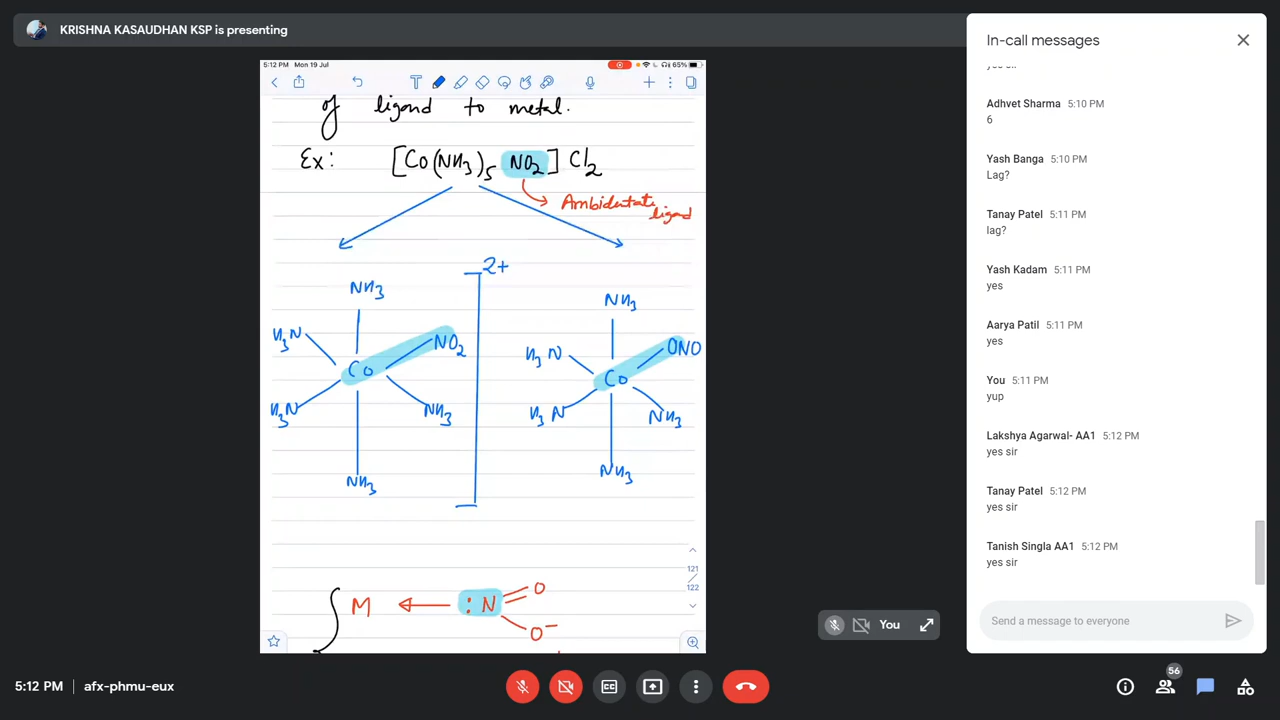 KRISHNA KASAUDHAN KSP is presenting
5:12 PM Mon 19 Jul
65%
T
of ligand to metal.
Ex: [Co(NH3)5 NO2] Cl2
Ambidentate ligand
2+
NH3
H3N
NO2
Co
H3N
NH3
NH3
NH3
H3N
ONO
Co
H3N
NH3
NH3
121
122
M
:N
O
O−
In-call messages
Adhvet Sharma 5:10 PM
6
Yash Banga 5:10 PM
Lag?
Tanay Patel 5:11 PM
lag?
Yash Kadam 5:11 PM
yes
Aarya Patil 5:11 PM
yes
You 5:11 PM
yup
Lakshya Agarwal- AA1 5:12 PM
yes sir
Tanay Patel 5:12 PM
yes sir
Tanish Singla AA1 5:12 PM
yes sir
Send a message to everyone
You
5:12 PM | afx-phmu-eux
CC
56